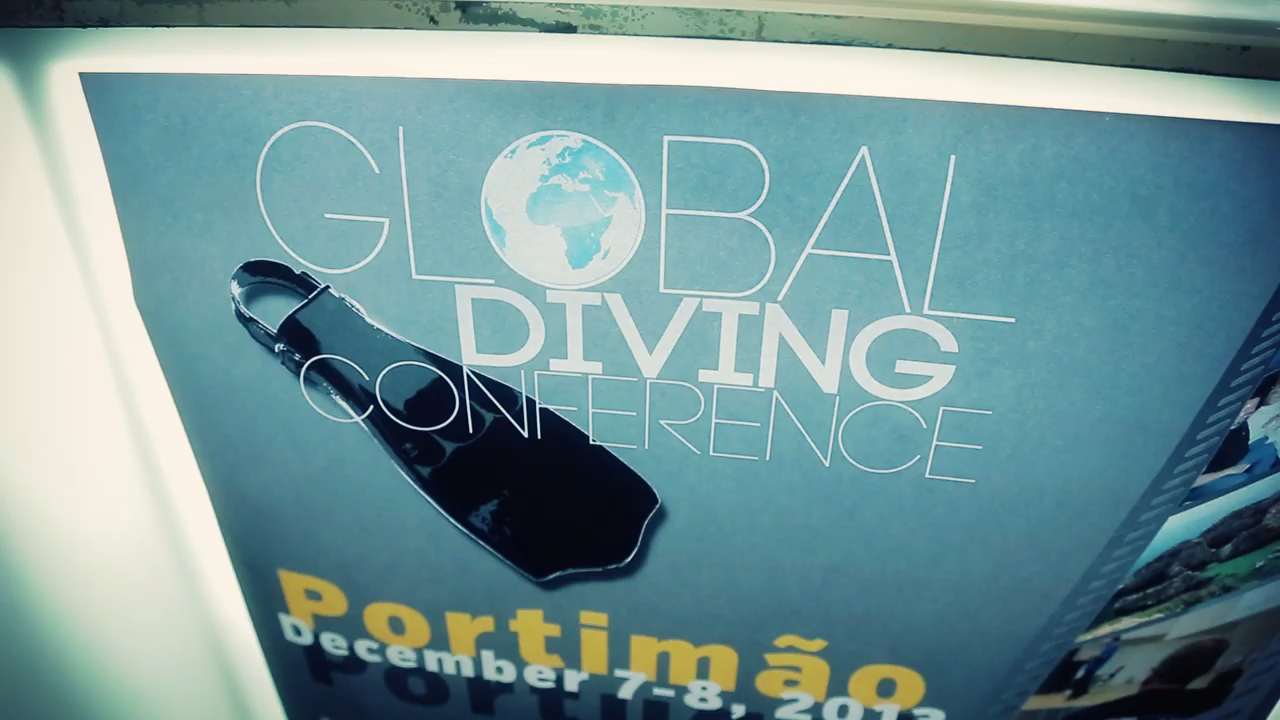 GLOBAL
DIVING
CONFERENCE
Portimão
December 7-8, 2013